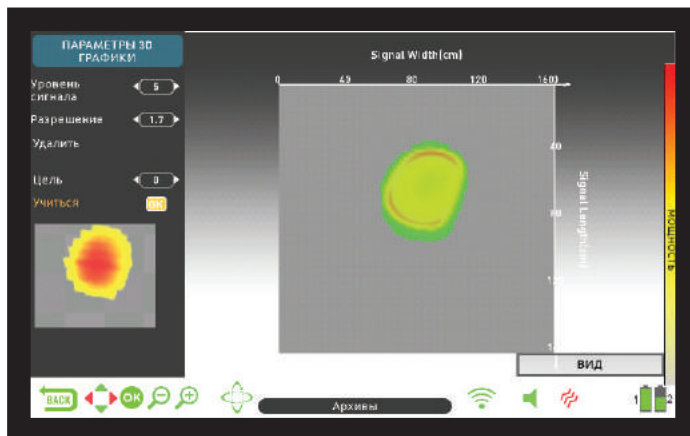 ПАРАМЕТРЫ 3D
ГРАФИКИ
Уровень
сигнала
5
Разрешение
1.7
Удалить
Цель
0
Учиться
OK
Signal Width(cm)
0 40 80 120 160
40
80
Signal Lenght(cm)
МОЩНОСТЬ
ВИД
BACK
OK
Архивы
1
2